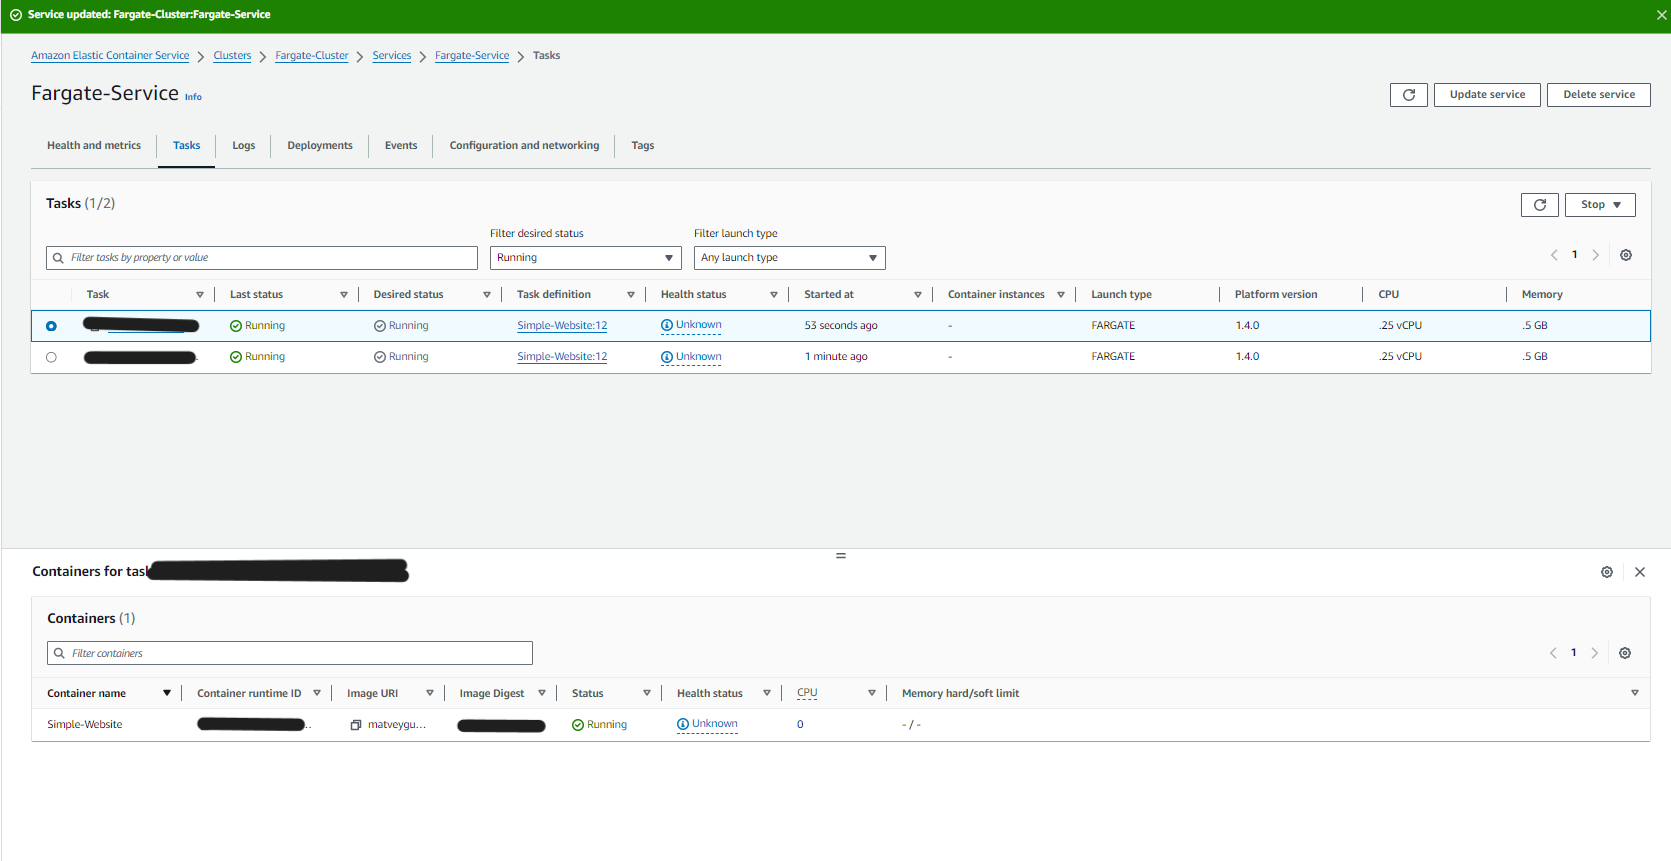 Service updated: Fargate-Cluster:Fargate-Service
Amazon Elastic Container Service > Clusters > Fargate-Cluster > Services > Fargate-Service > Tasks
Fargate-Service Info
Update service Delete service
Health and metrics Tasks Logs Deployments Events Configuration and networking Tags
Tasks (1/2)
Stop
Filter desired status Filter launch type
Filter tasks by property or value Running Any launch type 1
Task Last status Desired status Task definition Health status Started at Container instances Launch type Platform version CPU Memory
Running Running Simple-Website:12 Unknown 53 seconds ago - FARGATE 1.4.0 .25 vCPU .5 GB
Running Running Simple-Website:12 Unknown 1 minute ago - FARGATE 1.4.0 .25 vCPU .5 GB
Containers for task
Containers (1)
Filter containers 1
Container name Container runtime ID Image URI Image Digest Status Health status CPU Memory hard/soft limit
Simple-Website matveygu... Running Unknown 0 - / -